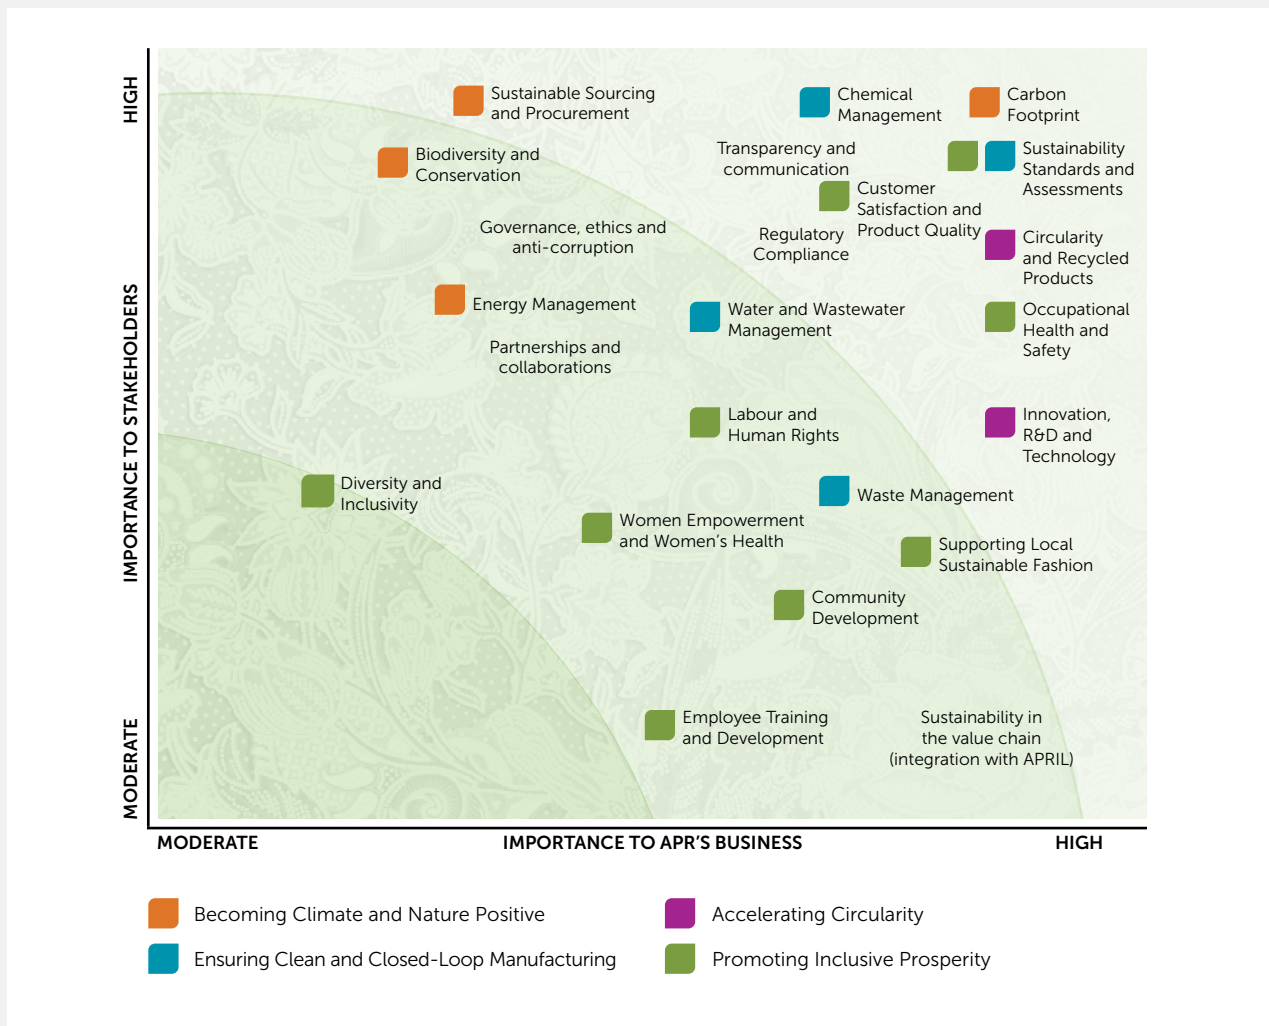 HIGH
IMPORTANCE TO STAKEHOLDERS
MODERATE
Sustainable Sourcing
and Procurement
Chemical
Management
Carbon
Footprint
Biodiversity and
Conservation
Transparency and
communication
Sustainability
Standards and
Assessments
Customer
Satisfaction and
Product Quality
Governance, ethics and
anti-corruption
Regulatory
Compliance
Circularity
and Recycled
Products
Energy Management
Water and Wastewater
Management
Occupational
Health and
Safety
Partnerships and
collaborations
Labour and
Human Rights
Innovation,
R&D and
Technology
Diversity and
Inclusivity
Waste Management
Women Empowerment
and Women’s Health
Supporting Local
Sustainable Fashion
Community
Development
Employee Training
and Development
Sustainability in
the value chain
(integration with APRIL)
MODERATE
IMPORTANCE TO APR’S BUSINESS
HIGH
Becoming Climate and Nature Positive
Accelerating Circularity
Ensuring Clean and Closed-Loop Manufacturing
Promoting Inclusive Prosperity